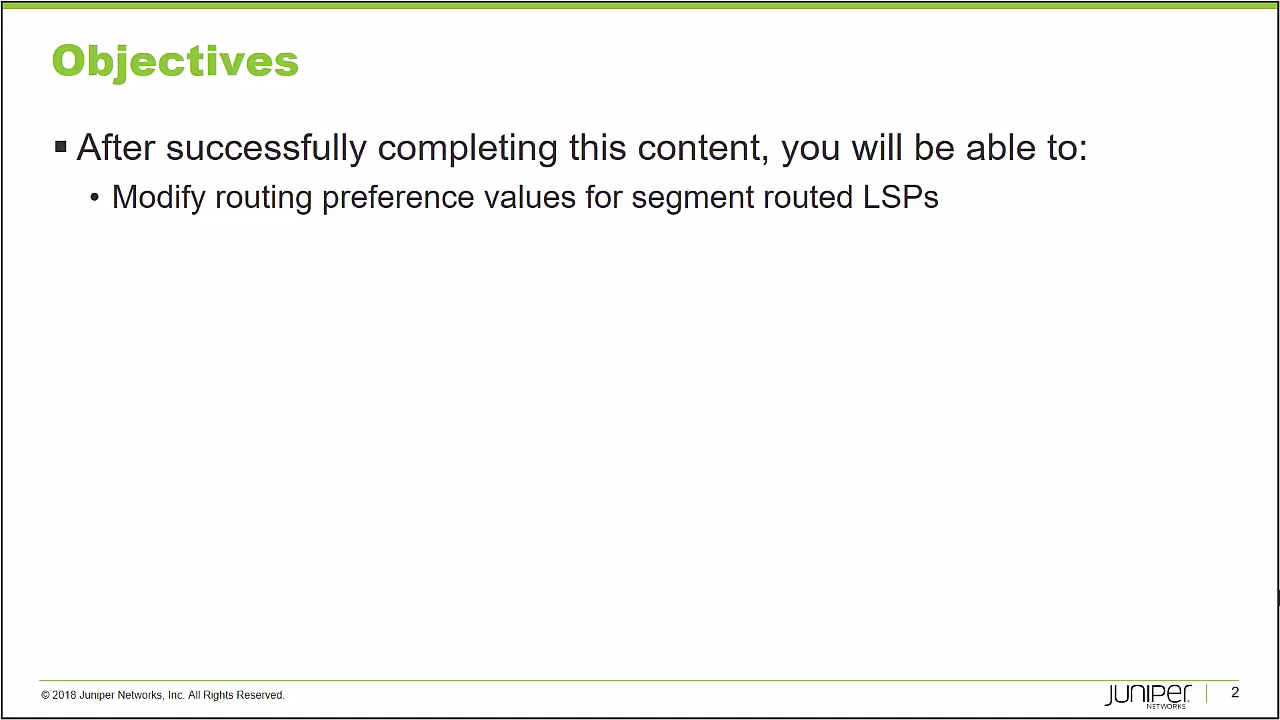 Objectives
▪ After successfully completing this content, you will be able to:
• Modify routing preference values for segment routed LSPs
© 2018 Juniper Networks, Inc. All Rights Reserved.
JUNIPER
NETWORKS
2